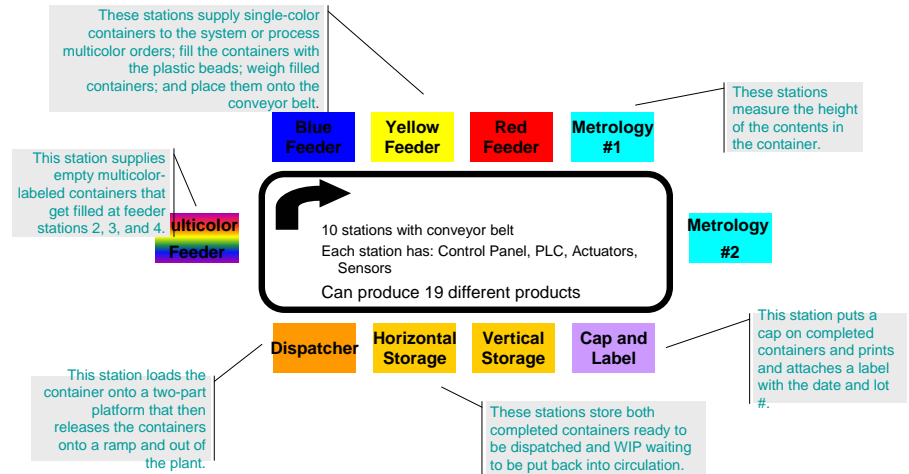 These stations supply single-color
containers to the system or process
multicolor orders; fill the containers with
the plastic beads; weigh filled
containers; and place them onto the
conveyor belt.
These stations
measure the height
of the contents in
the container.
Blue
Feeder
Yellow
Feeder
Red
Feeder
Metrology
#1
This station supplies
empty multicolor-
labeled containers that
get filled at feeder
stations 2, 3, and 4.
ulticolor
Feeder
10 stations with conveyor belt
Each station has: Control Panel, PLC, Actuators,
Sensors
Can produce 19 different products
Metrology
#2
Dispatcher
Horizontal
Storage
Vertical
Storage
Cap and
Label
This station puts a
cap on completed
containers and prints
and attaches a label
with the date and lot
#.
This station loads the
container onto a two-part
platform that then
releases the containers
onto a ramp and out of
the plant.
These stations store both
completed containers ready to
be dispatched and WIP waiting
to be put back into circulation.